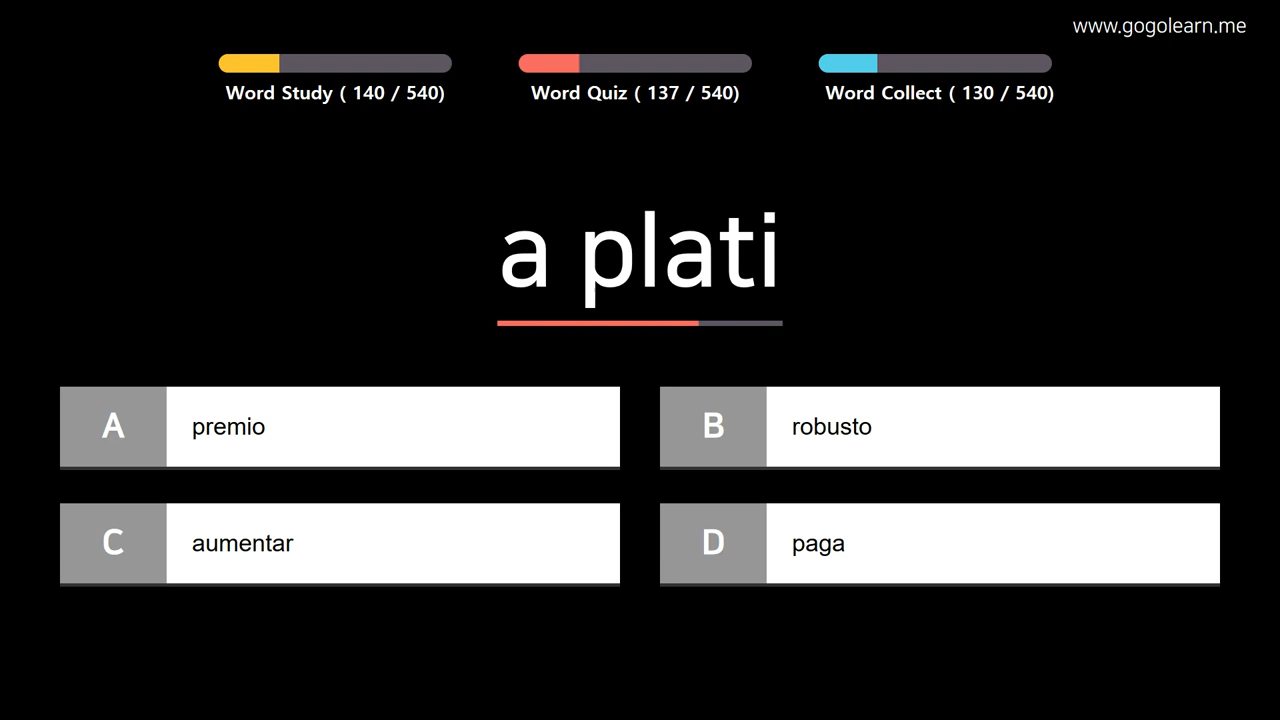 www.gogolearn.me
Word Study ( 140 / 540)
Word Quiz ( 137 / 540)
Word Collect ( 130 / 540)
a plati
A premio
B robusto
C aumentar
D paga